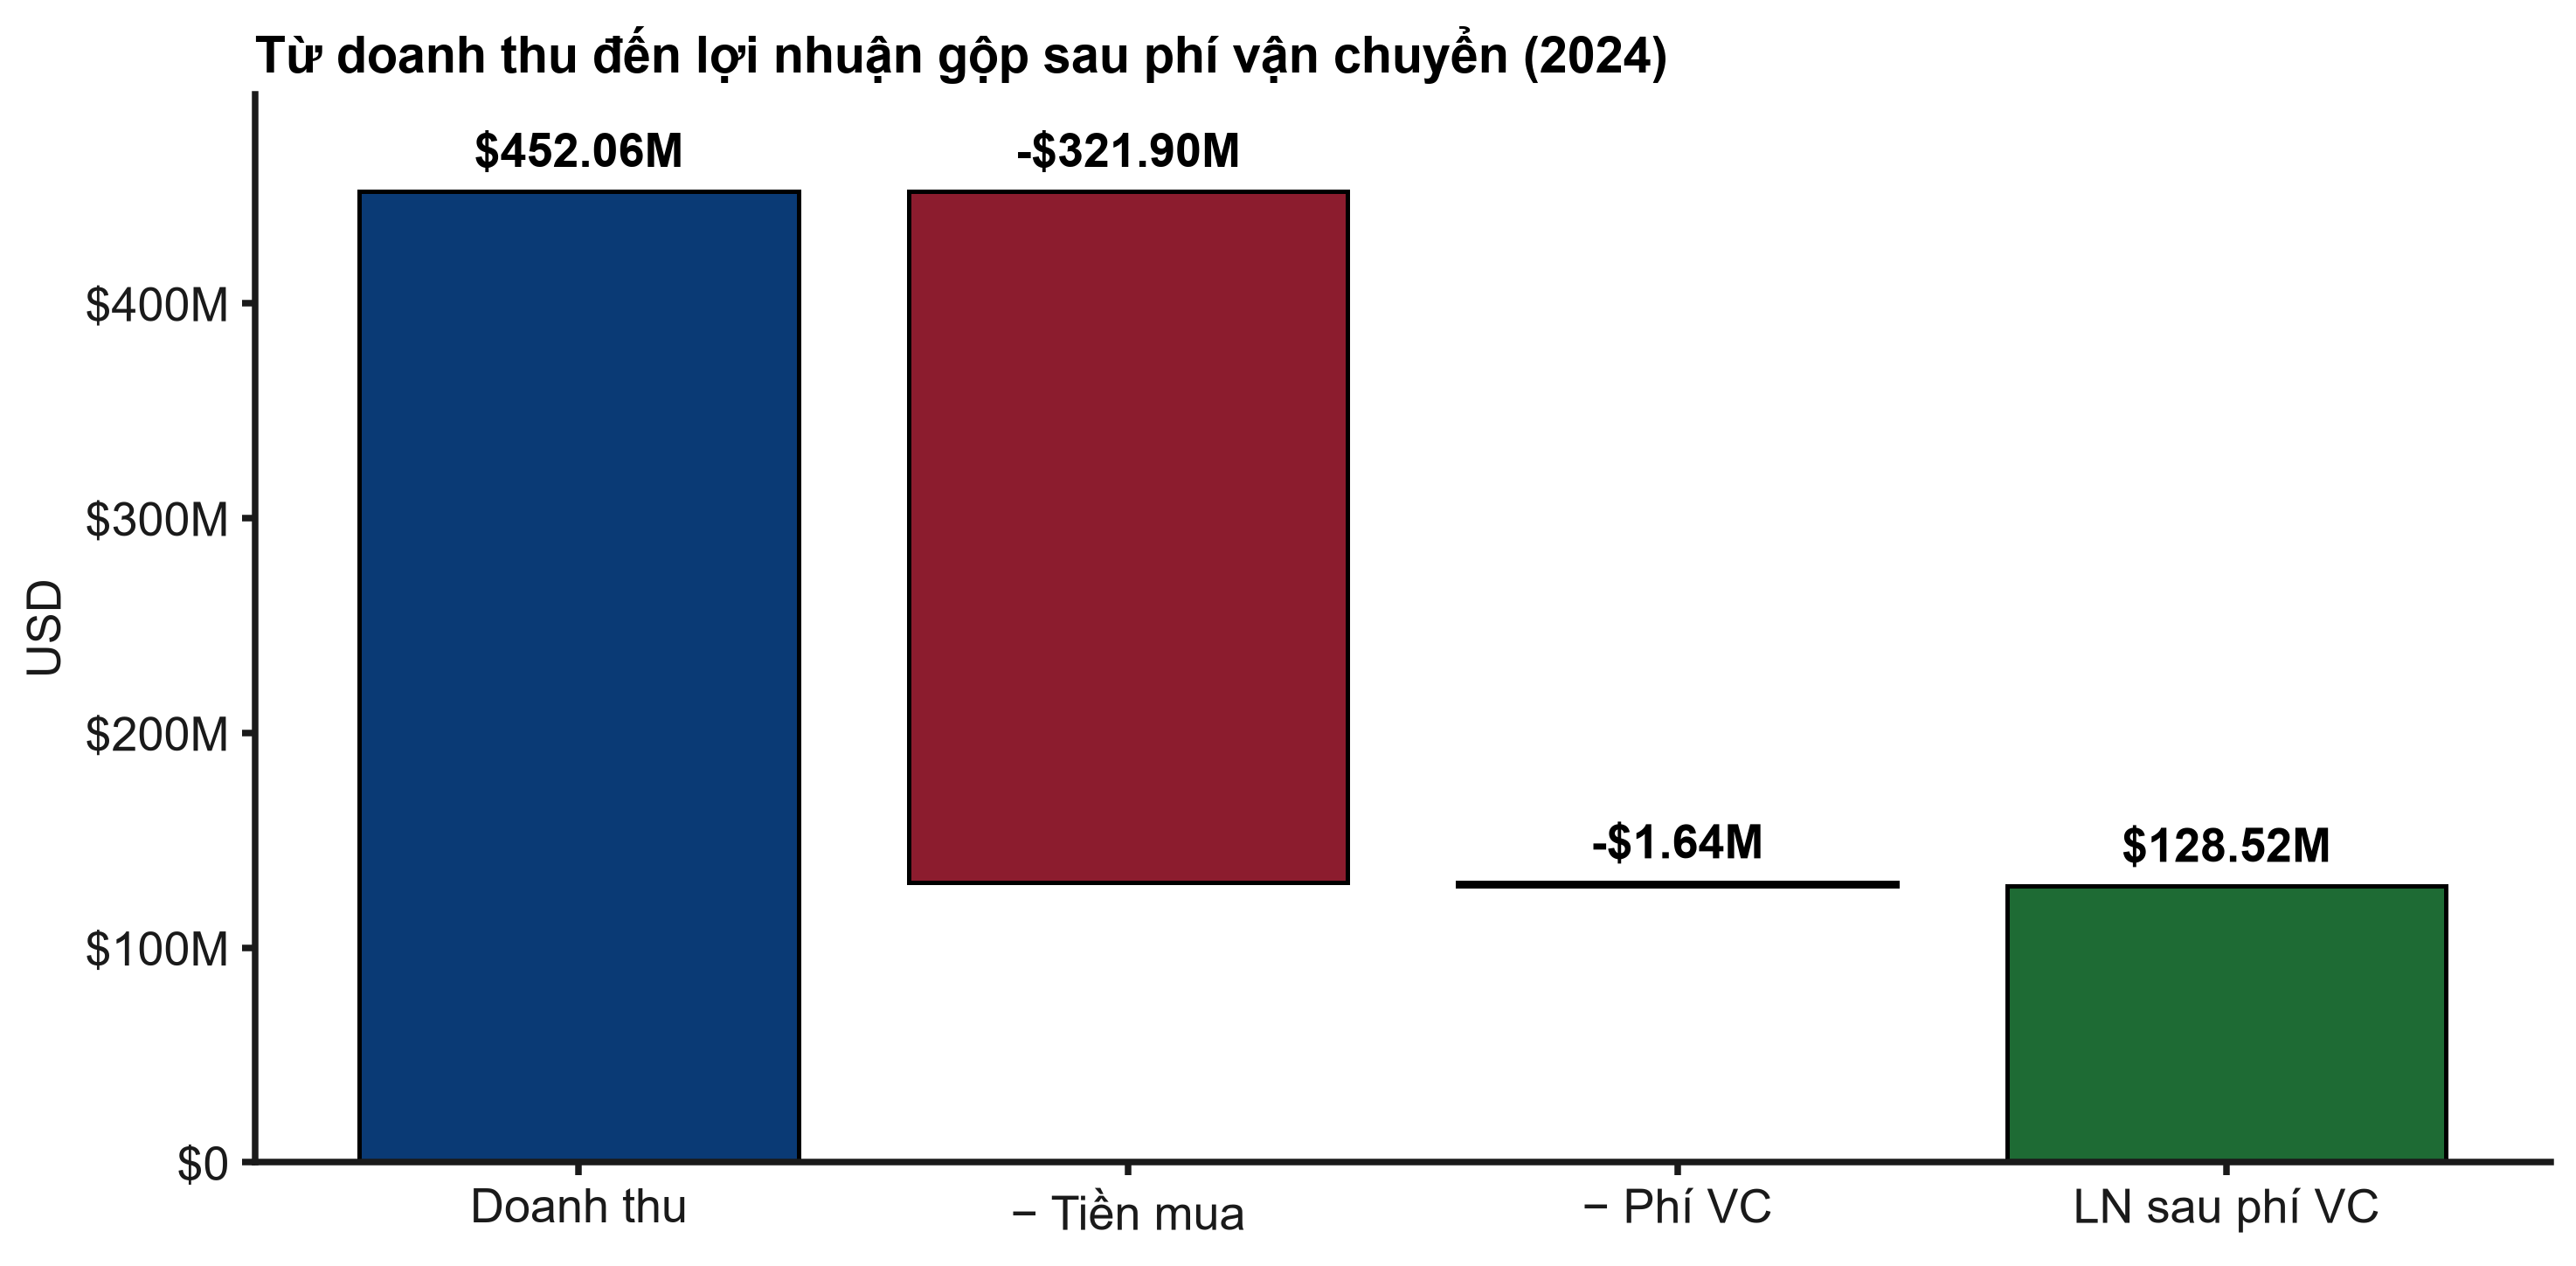 Từ doanh thu đến lợi nhuận gộp sau phí vận chuyển (2024)
$452.06M
-$321.90M
$400M
$300M
USD
$200M
-$1.64M
$128.52M
$100M
$0
Doanh thu
− Tiền mua
− Phí VC
LN sau phí VC